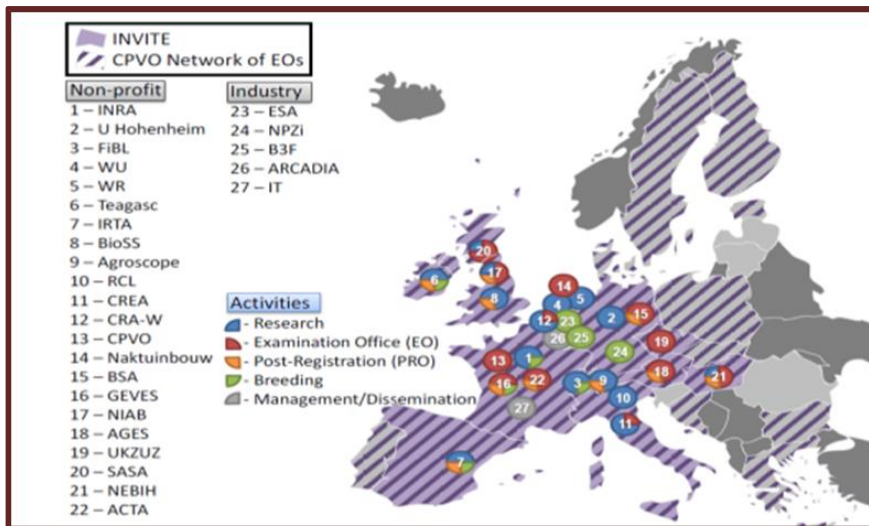 INVITE
CPVO Network of EOs
Non-profit
1 – INRA
2 – U Hohenheim
3 – FiBL
4 – WU
5 – WR
6 – Teagasc
7 – IRTA
8 – BioSS
9 – Agroscope
10 – RCL
11 – CREA
12 – CRA-W
13 – CPVO
14 – Naktuinbouw
15 – BSA
16 – GEVES
17 – NIAB
18 – AGES
19 – UKZUZ
20 – SASA
21 – NEBIH
22 – ACTA
Industry
23 – ESA
24 – NPZi
25 – B3F
26 – ARCADIA
27 – IT
Activities
- Research
- Examination Office (EO)
- Post-Registration (PRO)
- Breeding
- Management/Dissemination
20
17
6
8
14
4
5
12
23
2
15
26
25
19
13
1
24
16
22
3
9
18
21
10
27
11
7